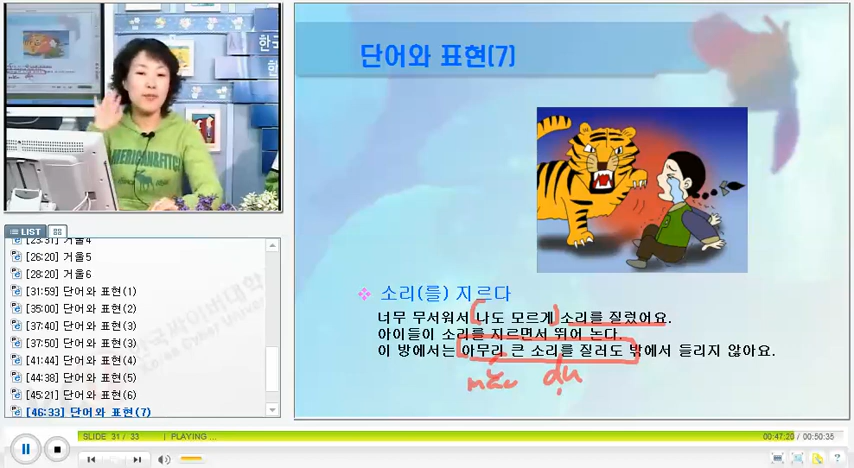 한국
한
AMERICAN&FITCH
단어와 표현(7)
소리(를) 지르다
너무 무서워서 나도 모르게 소리를 질렀어요.
아이들이 소리를 지르면서 뛰어 논다.
이 방에서는 아무리 큰 소리를 질러도 밖에서 들리지 않아요.
LIST
[23:31] 거울4
[26:20] 거울5
[28:20] 거울6
[31:59] 단어와 표현(1)
[35:00] 단어와 표현(2)
[37:40] 단어와 표현(3)
[37:50] 단어와 표현(3)
[41:44] 단어와 표현(4)
[44:38] 단어와 표현(5)
[45:21] 단어와 표현(6)
[46:33] 단어와 표현(7)
SLIDE 31 / 33 | PLAYING ...
00:47:20 / 00:50:35